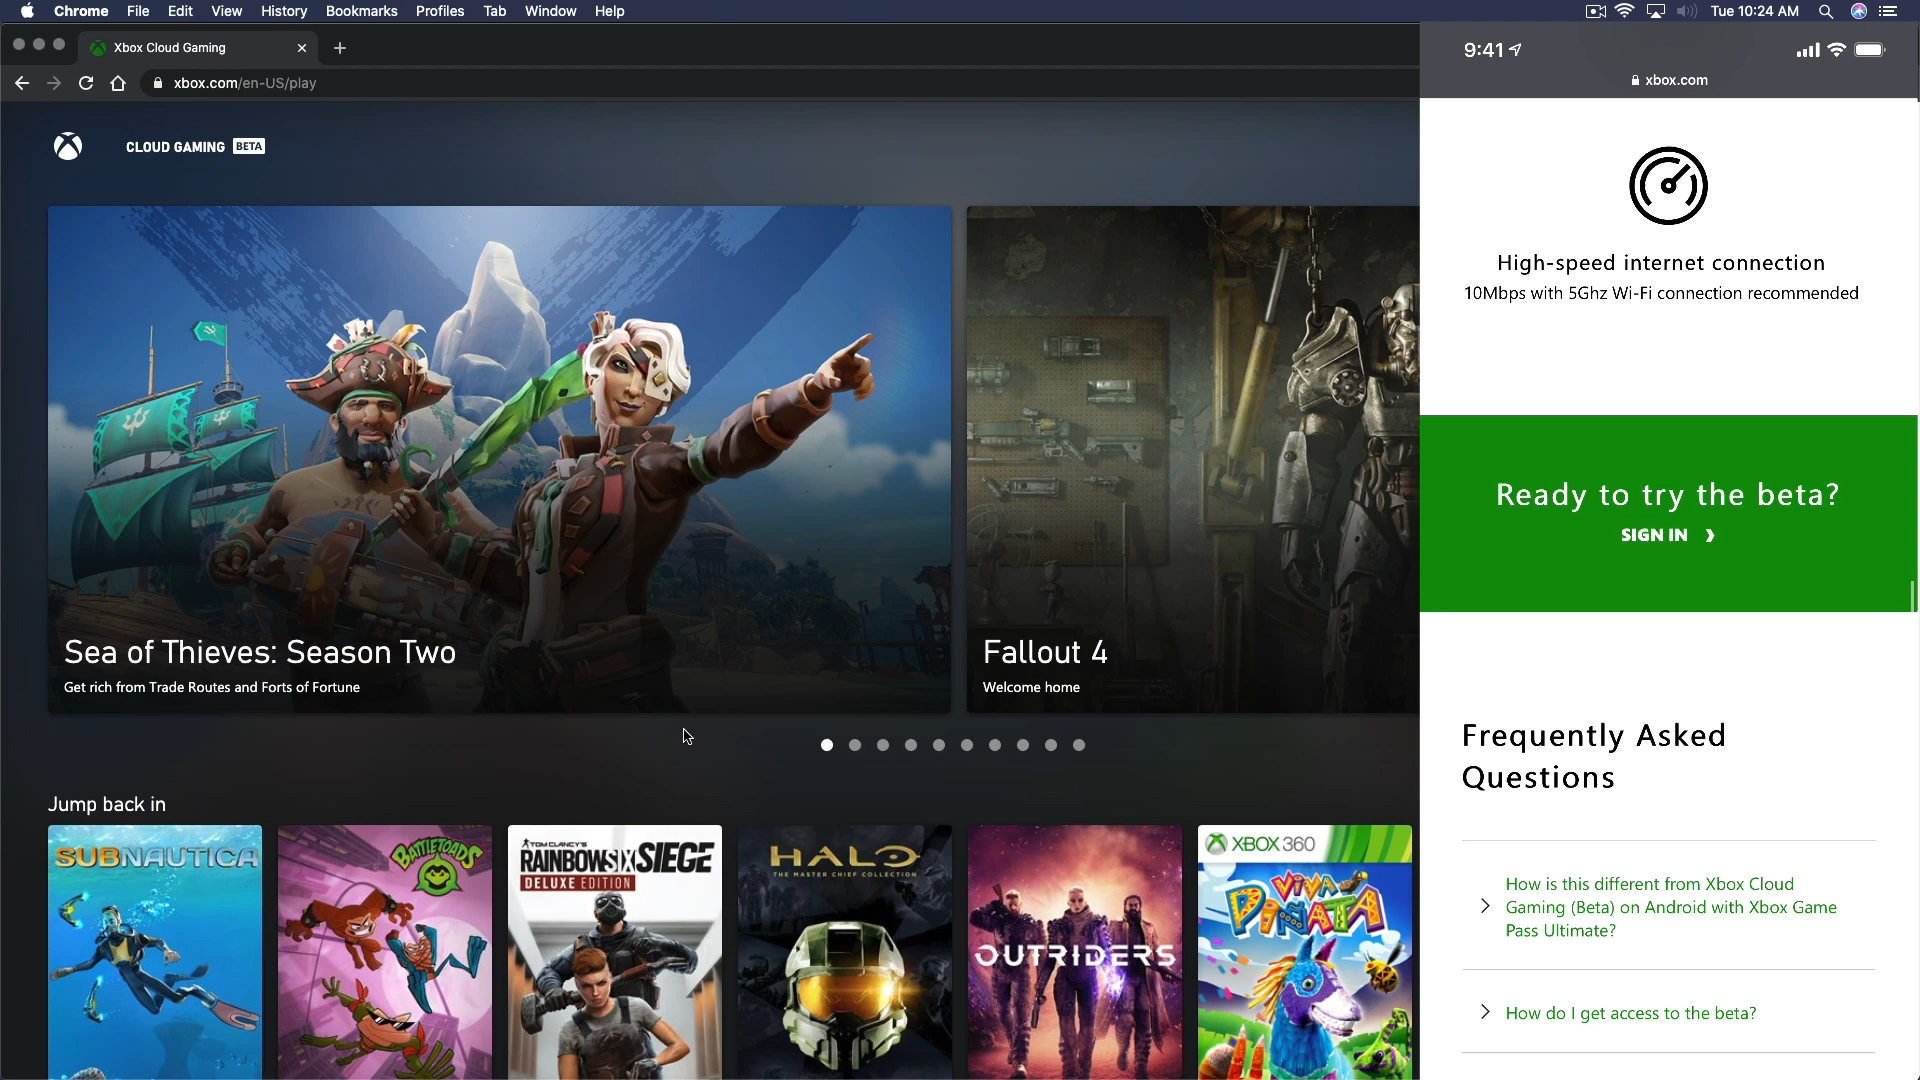 Chrome File Edit View History Bookmarks Profiles Tab Window Help
Tue 10:24 AM
Xbox Cloud Gaming
xbox.com/en-US/play
CLOUD GAMING BETA
Sea of Thieves: Season Two
Get rich from Trade Routes and Forts of Fortune
Fallout 4
Welcome home
Jump back in
SUBNAUTICA
BATTLETOADS
TOM CLANCY'S
RAINBOW SIX SIEGE
DELUXE EDITION
HALO
THE MASTER CHIEF COLLECTION
OUTRIDERS
XBOX 360
VIVA PIÑATA
9:41
xbox.com
High-speed internet connection
10Mbps with 5Ghz Wi-Fi connection recommended
Ready to try the beta?
SIGN IN
Frequently Asked
Questions
How is this different from Xbox Cloud
Gaming (Beta) on Android with Xbox Game
Pass Ultimate?
How do I get access to the beta?